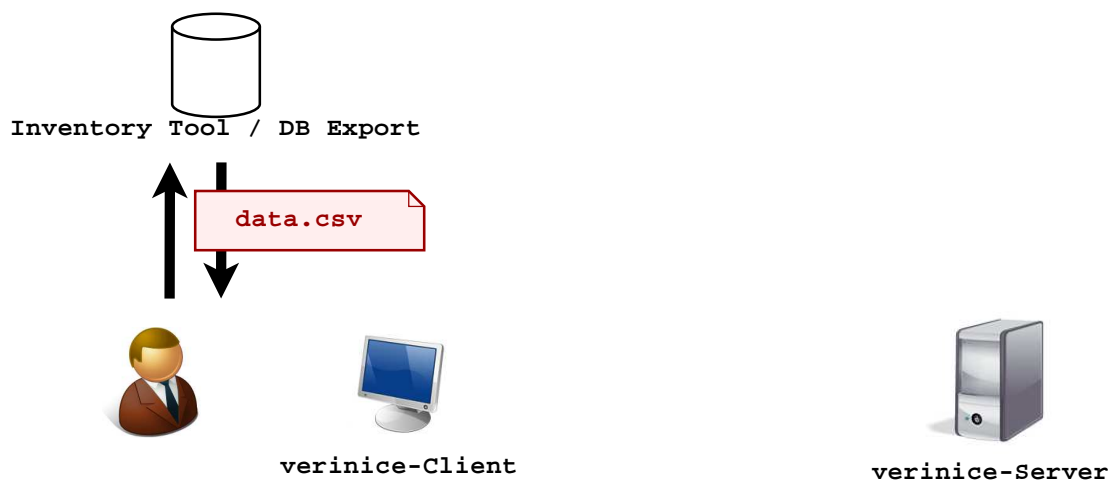 Inventory Tool / DB Export
data.csv
verinice-Client
verinice-Server